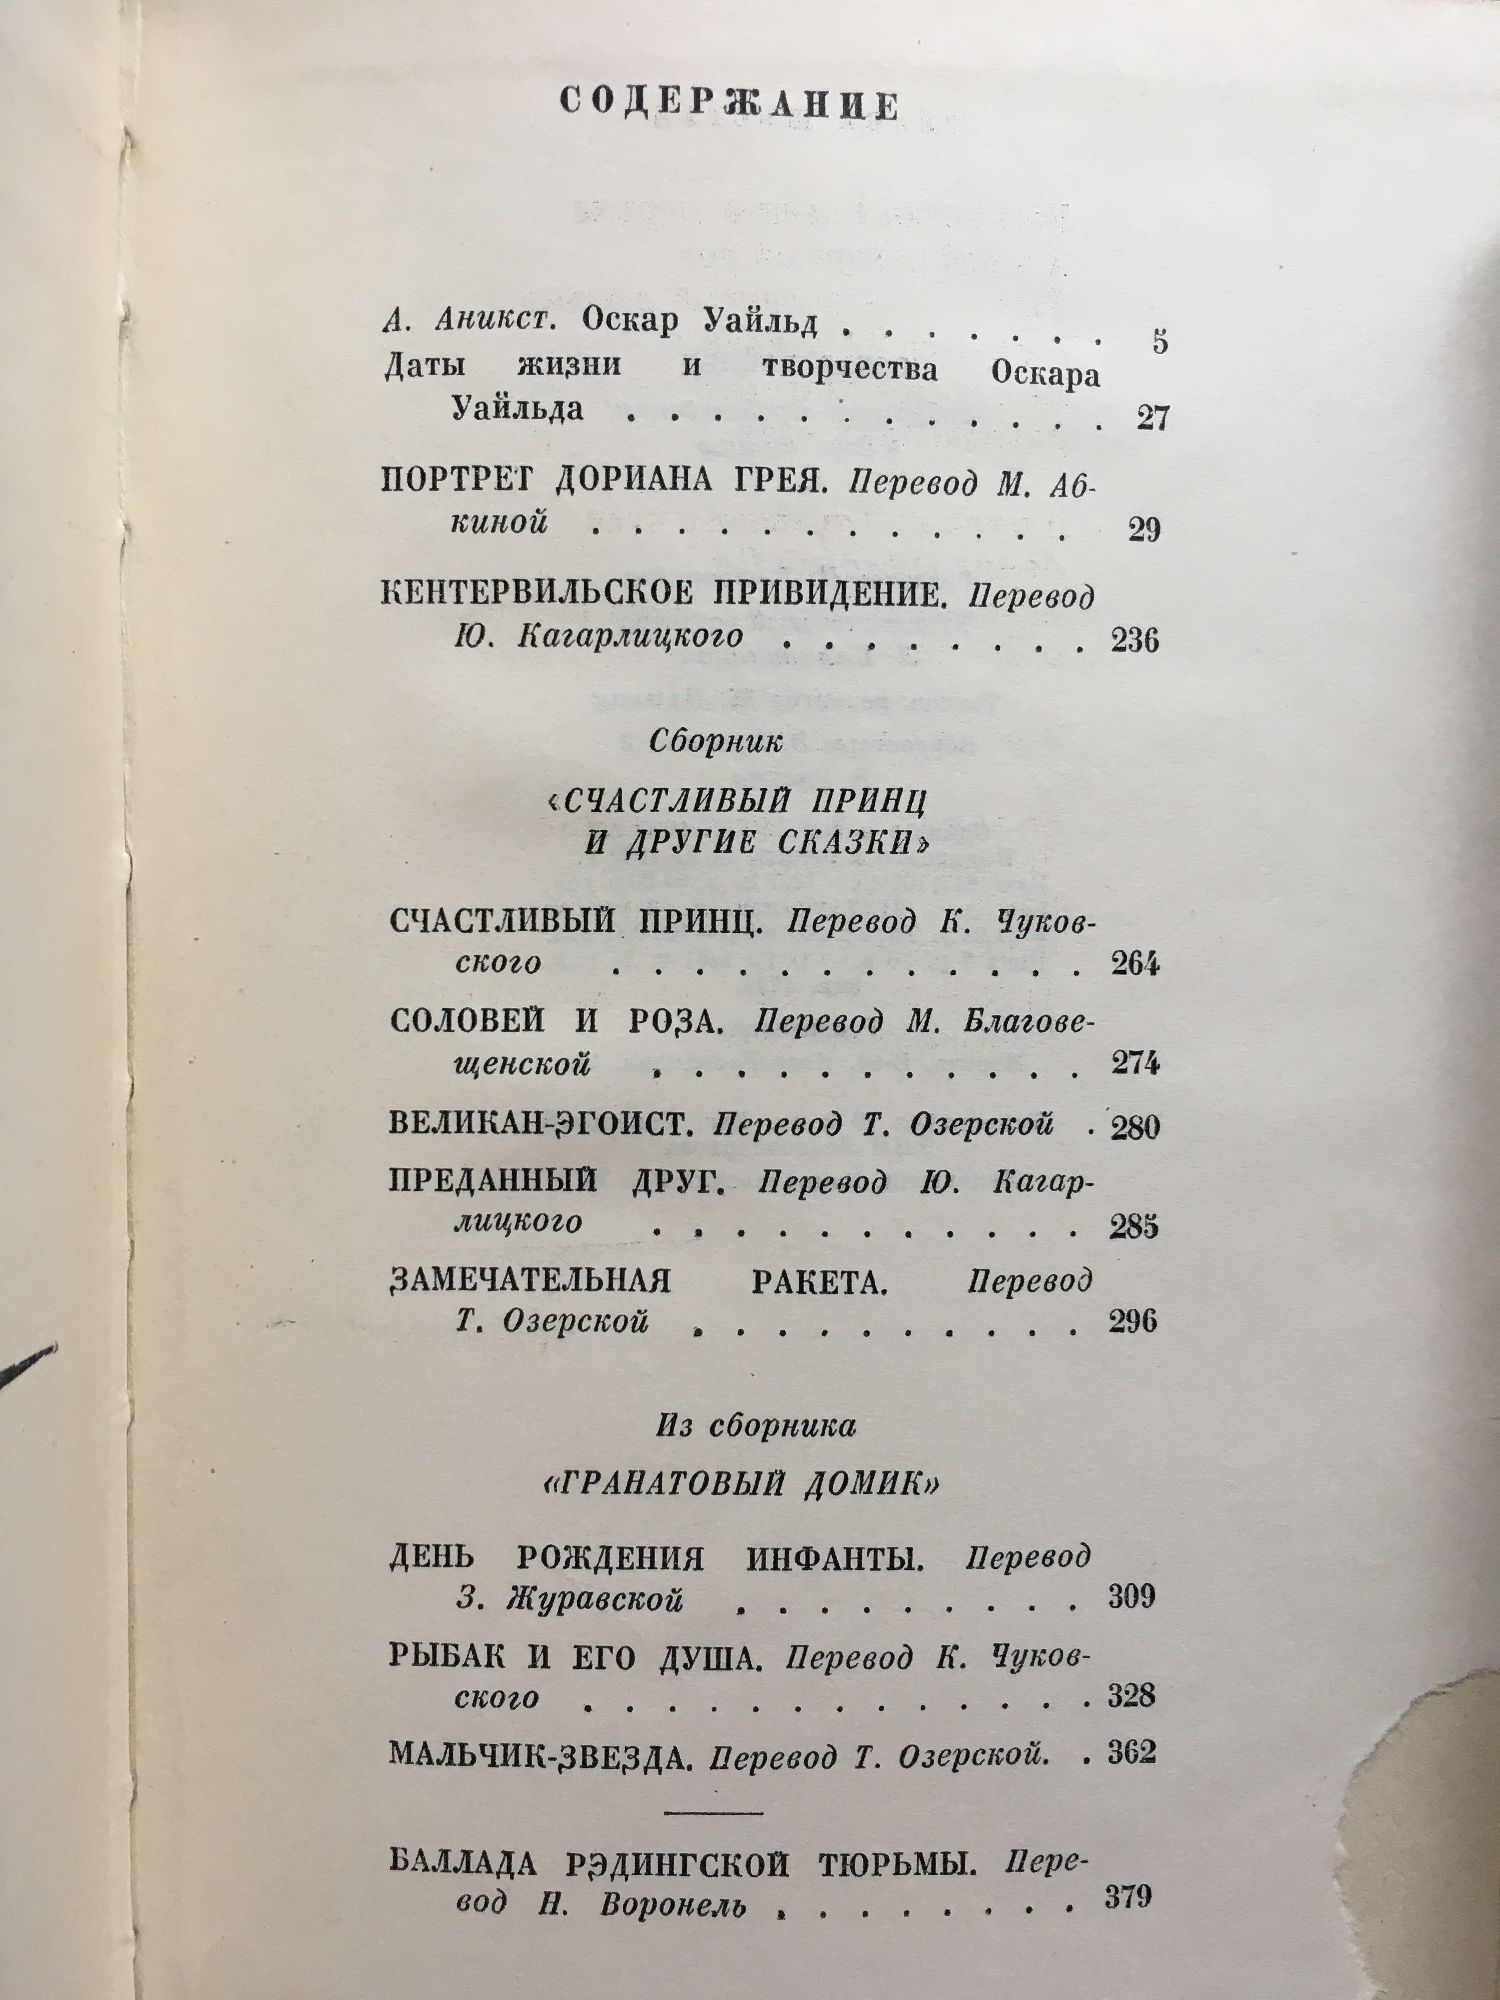 СОДЕРЖАНИЕ
А. Аникст. Оскар Уайльд . . . . . . . 5
Даты жизни и творчества Оскара
Уайльда . . . . . . . . . . . . 27
ПОРТРЕТ ДОРИАНА ГРЕЯ. Перевод М. Аб-
киной . . . . . . . . . . . . 29
КЕНТЕРВИЛЬСКОЕ ПРИВИДЕНИЕ. Перевод
Ю. Кагарлицкого . . . . . . . . 236
Сборник
«СЧАСТЛИВЫЙ ПРИНЦ
И ДРУГИЕ СКАЗКИ»
СЧАСТЛИВЫЙ ПРИНЦ. Перевод К. Чуков-
ского . . . . . . . . . . . . 264
СОЛОВЕЙ И РОЗА. Перевод М. Благове-
щенской . . . . . . . . . . . 274
ВЕЛИКАН-ЭГОИСТ. Перевод Т. Озерской . 280
ПРЕДАННЫЙ ДРУГ. Перевод Ю. Кагар-
лицкого . . . . . . . . . . . 285
ЗАМЕЧАТЕЛЬНАЯ РАКЕТА. Перевод
Т. Озерской . . . . . . . . . . 296
Из сборника
«ГРАНАТОВЫЙ ДОМИК»
ДЕНЬ РОЖДЕНИЯ ИНФАНТЫ. Перевод
З. Журавской . . . . . . . . . 309
РЫБАК И ЕГО ДУША. Перевод К. Чуков-
ского . . . . . . . . . . . . . 328
МАЛЬЧИК-ЗВЕЗДА. Перевод Т. Озерской. . 362
БАЛЛАДА РЭДИНГСКОЙ ТЮРЬМЫ. Пере-
вод Н. Воронель . . . . . . . . 379